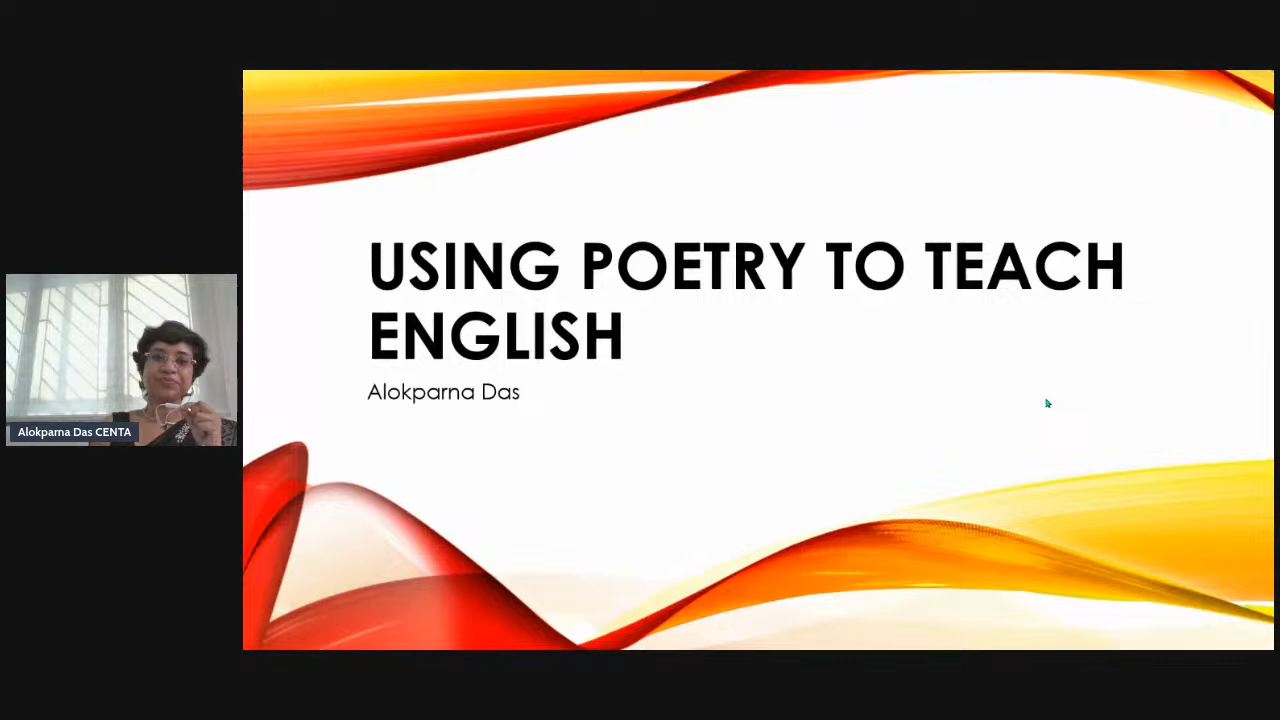 USING POETRY TO TEACH
ENGLISH
Alokparna Das
Alokparna Das CENTA